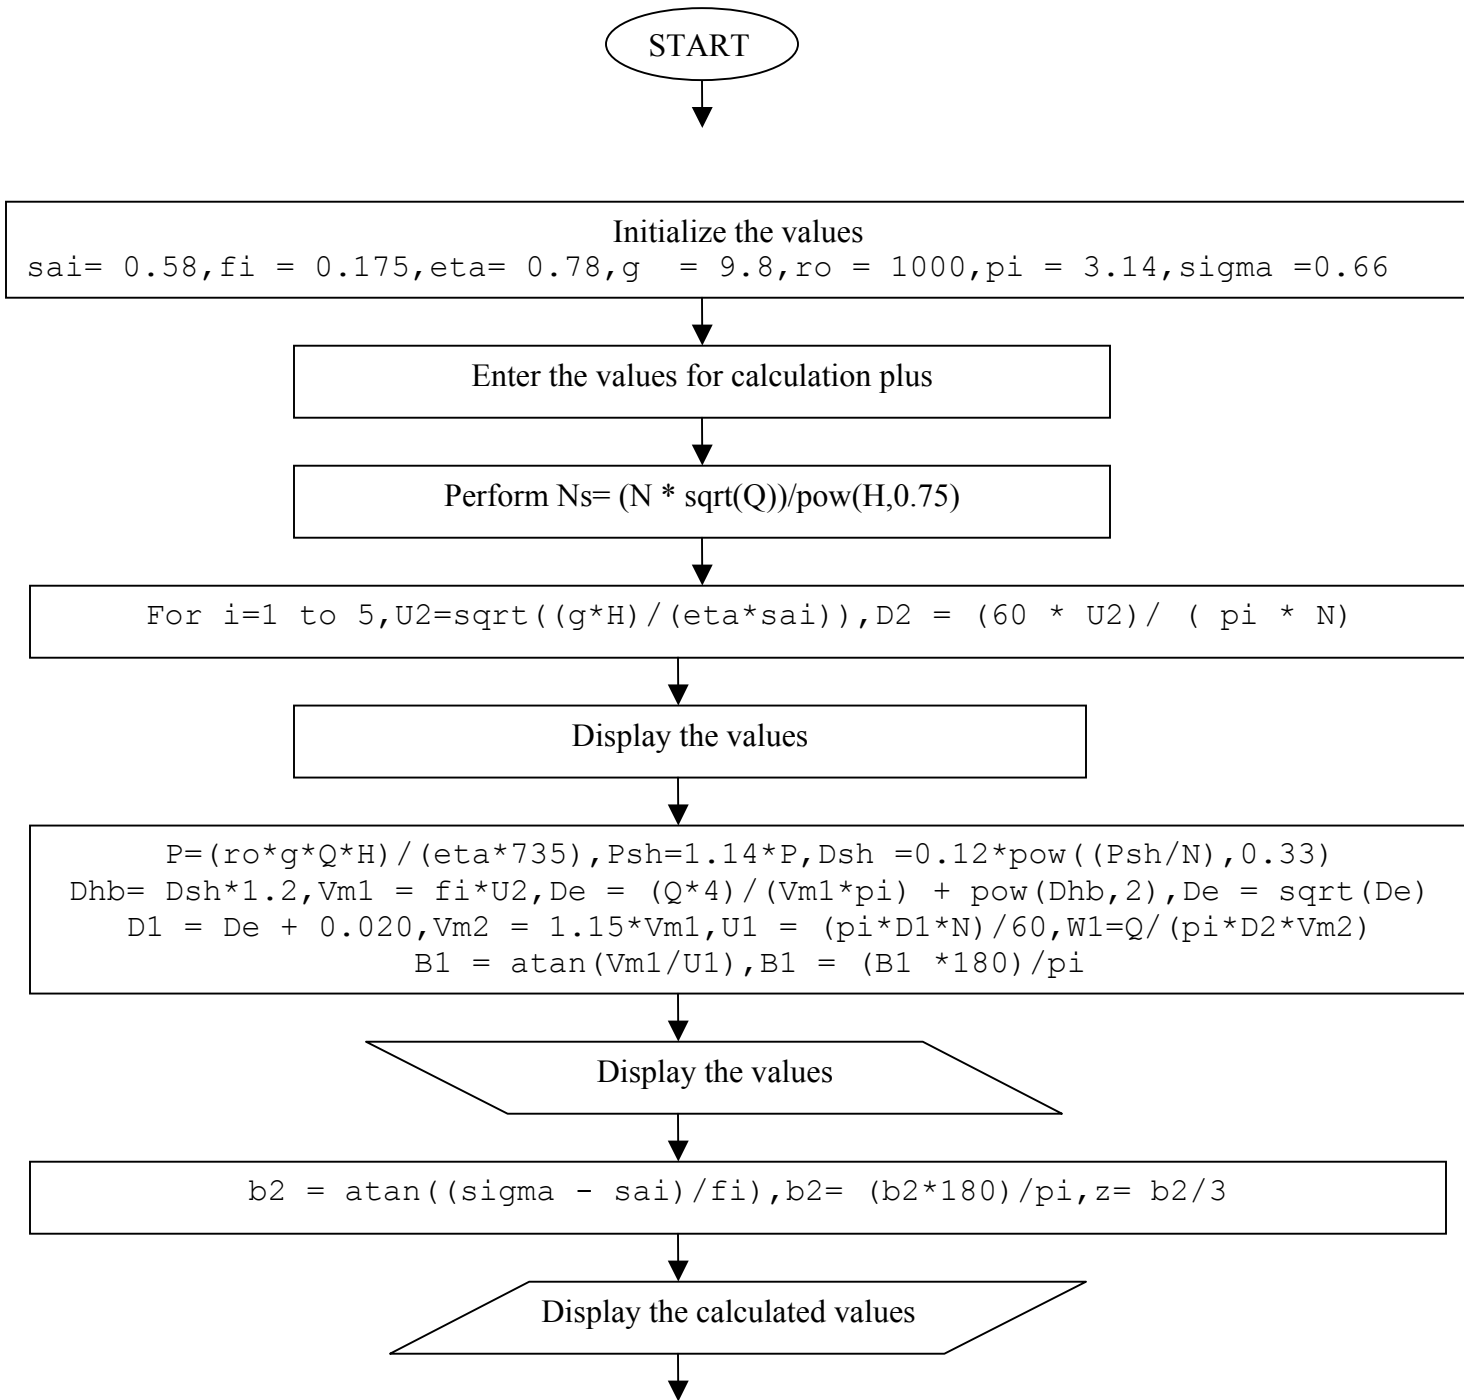 START
Initialize the values
sai= 0.58,fi = 0.175,eta= 0.78,g  = 9.8,ro = 1000,pi = 3.14,sigma =0.66
Enter the values for calculation plus
Perform Ns= (N * sqrt(Q))/pow(H,0.75)
For i=1 to 5,U2=sqrt((g*H)/(eta*sai)),D2 = (60 * U2)/ ( pi * N)
Display the values
P=(ro*g*Q*H)/(eta*735),Psh=1.14*P,Dsh =0.12*pow((Psh/N),0.33)
Dhb= Dsh*1.2,Vm1 = fi*U2,De = (Q*4)/(Vm1*pi) + pow(Dhb,2),De = sqrt(De)
D1 = De + 0.020,Vm2 = 1.15*Vm1,U1 = (pi*D1*N)/60,W1=Q/(pi*D2*Vm2)
B1 = atan(Vm1/U1),B1 = (B1 *180)/pi
Display the values
b2 = atan((sigma - sai)/fi),b2= (b2*180)/pi,z= b2/3
Display the calculated values